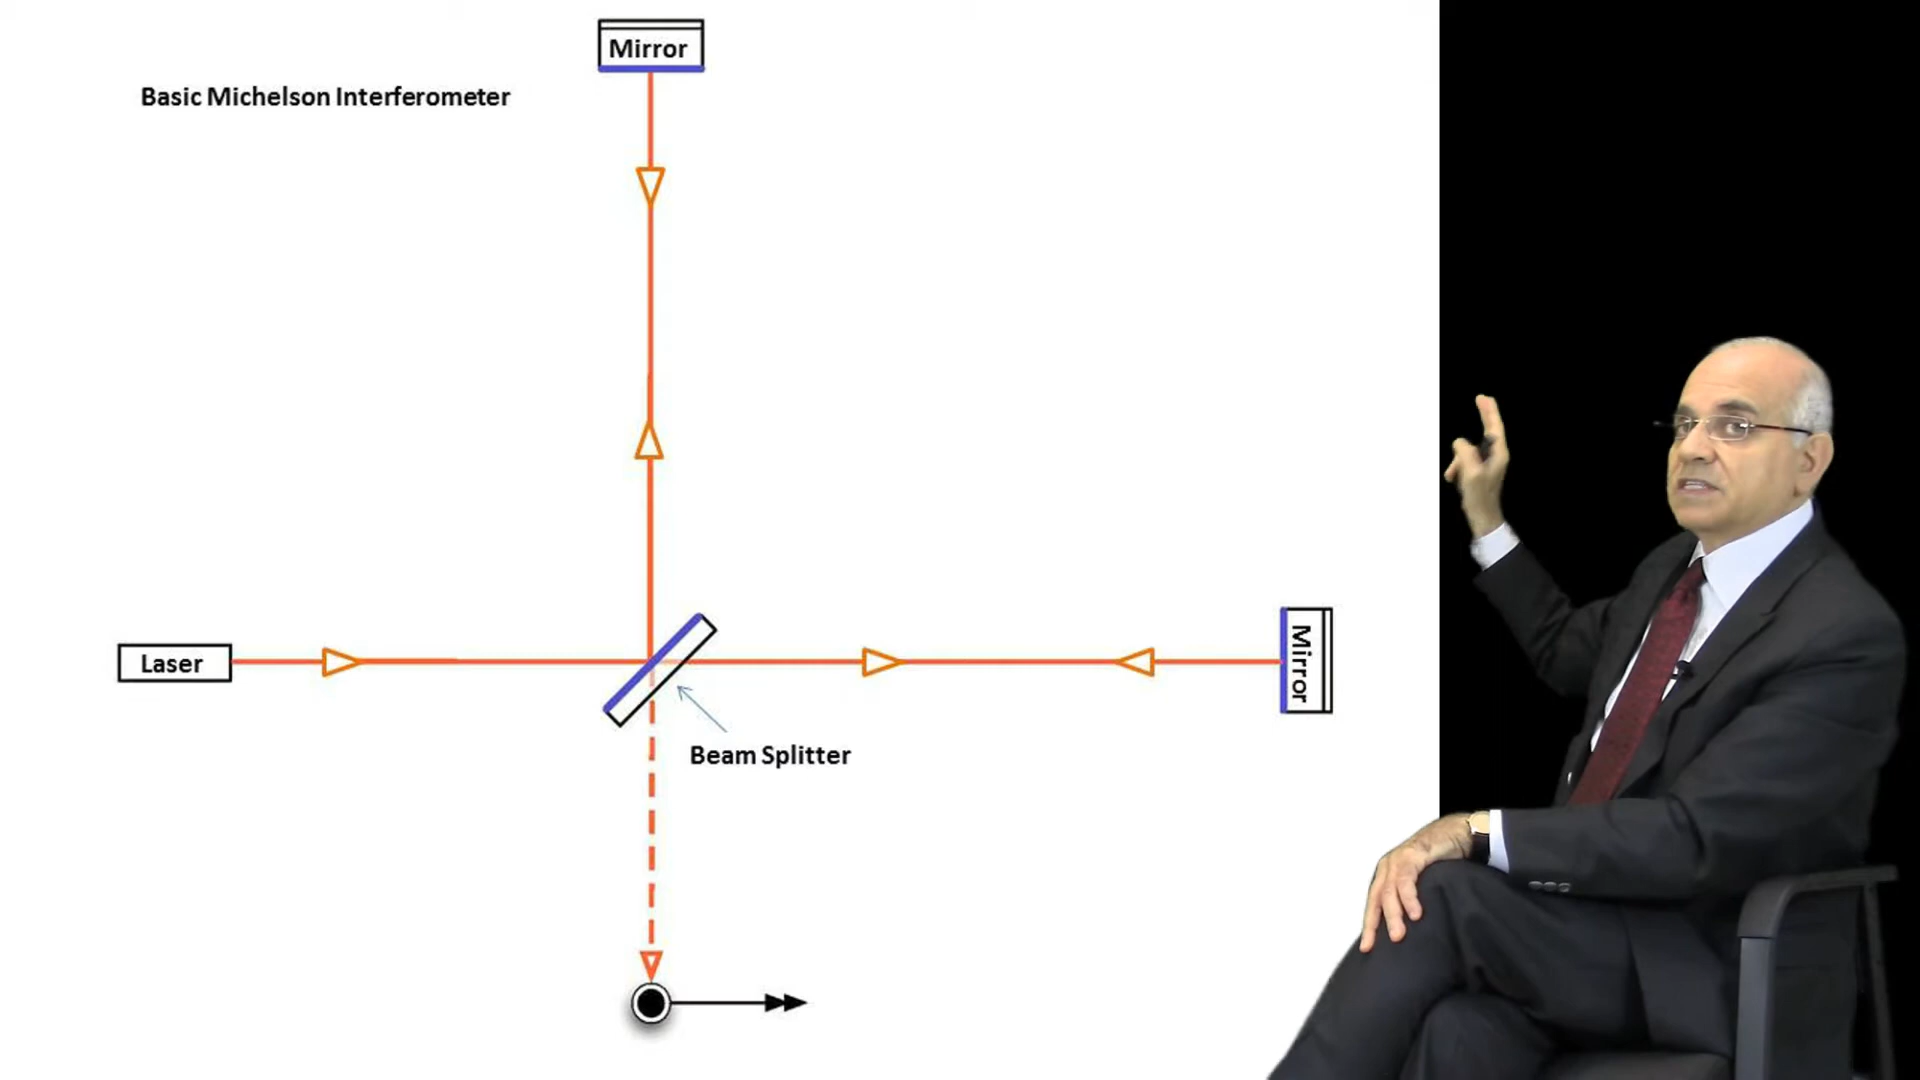 Mirror
Basic Michelson Interferometer
Laser
Mirror
Beam Splitter